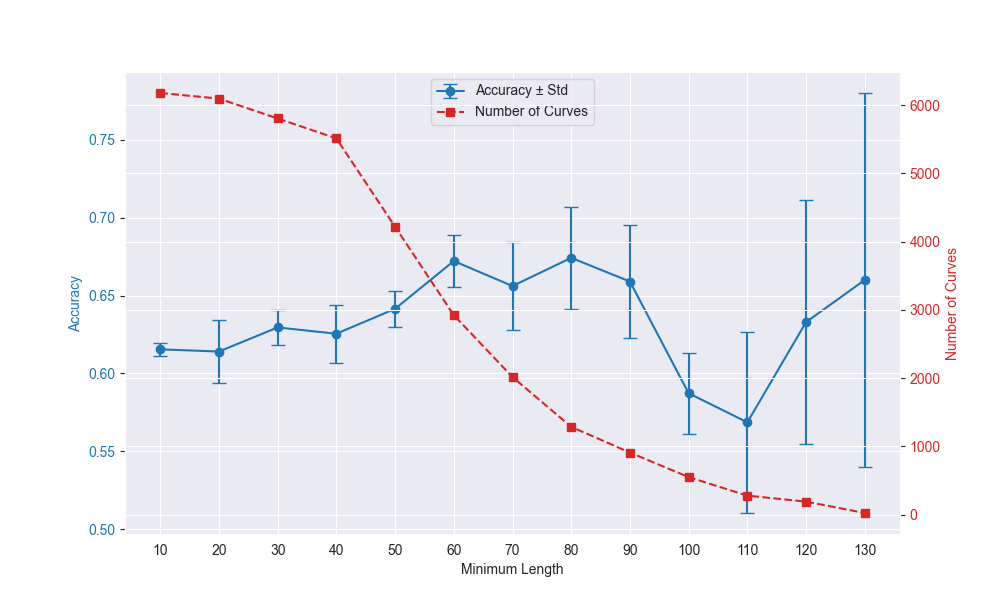 Accuracy ± Std
Number of Curves
0.75
0.70
0.65
0.60
0.55
0.50
Accuracy
6000
5000
4000
3000
2000
1000
0
Number of Curves
10 20 30 40 50 60 70 80 90 100 110 120 130
Minimum Length